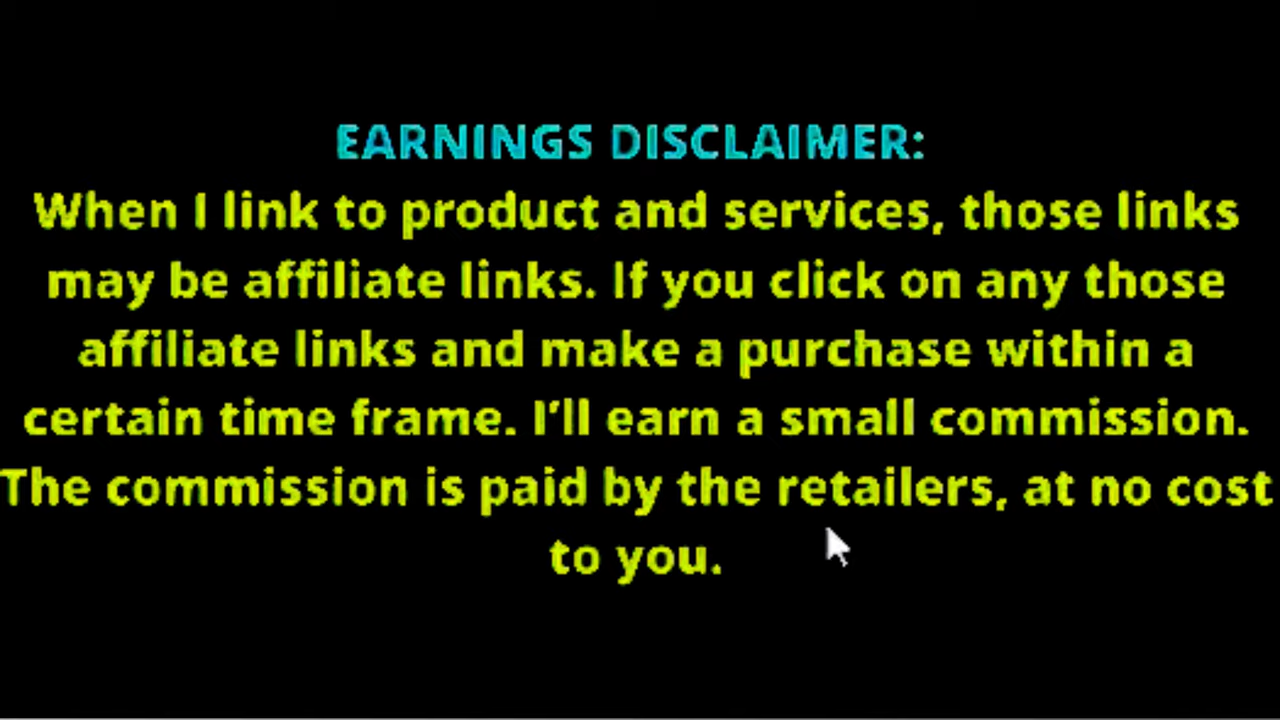 EARNINGS DISCLAIMER:
When I link to product and services, those links
may be affiliate links. If you click on any those
affiliate links and make a purchase within a
certain time frame. I’ll earn a small commission.
The commission is paid by the retailers, at no cost
to you.